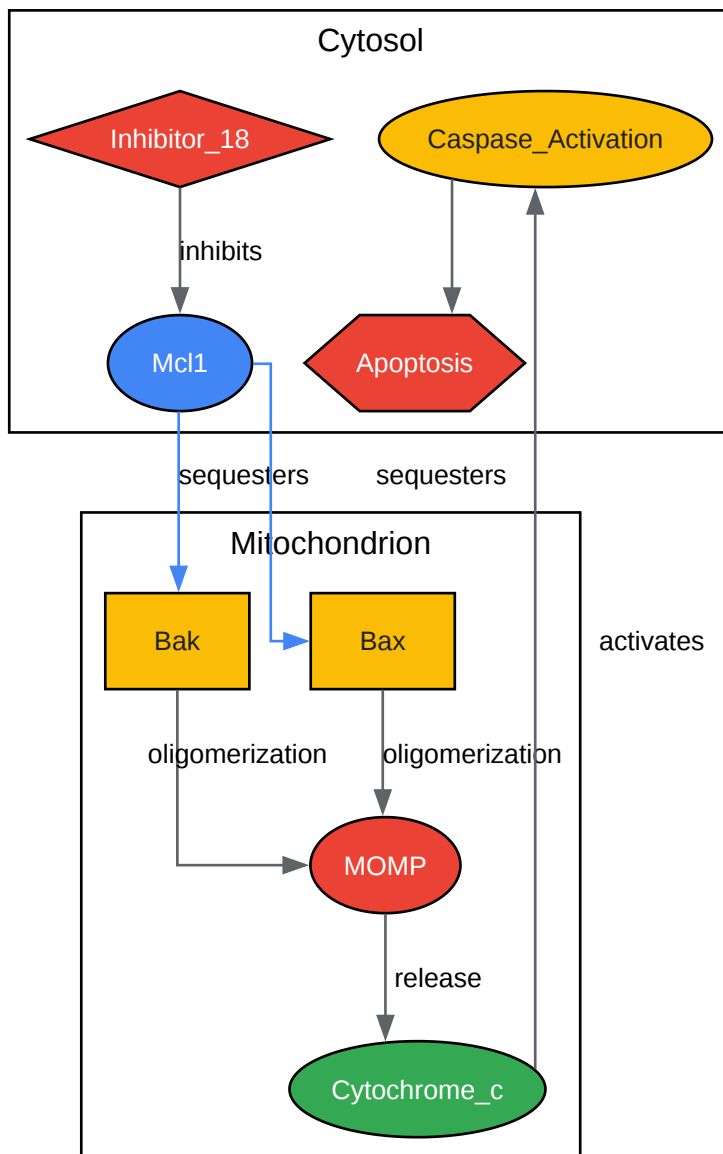 Cytosol
Inhibitor_18
Caspase_Activation
inhibits
Mcl1
Apoptosis
sequesters
sequesters
Mitochondrion
Bak
Bax
activates
oligomerization
oligomerization
MOMP
release
Cytochrome_c